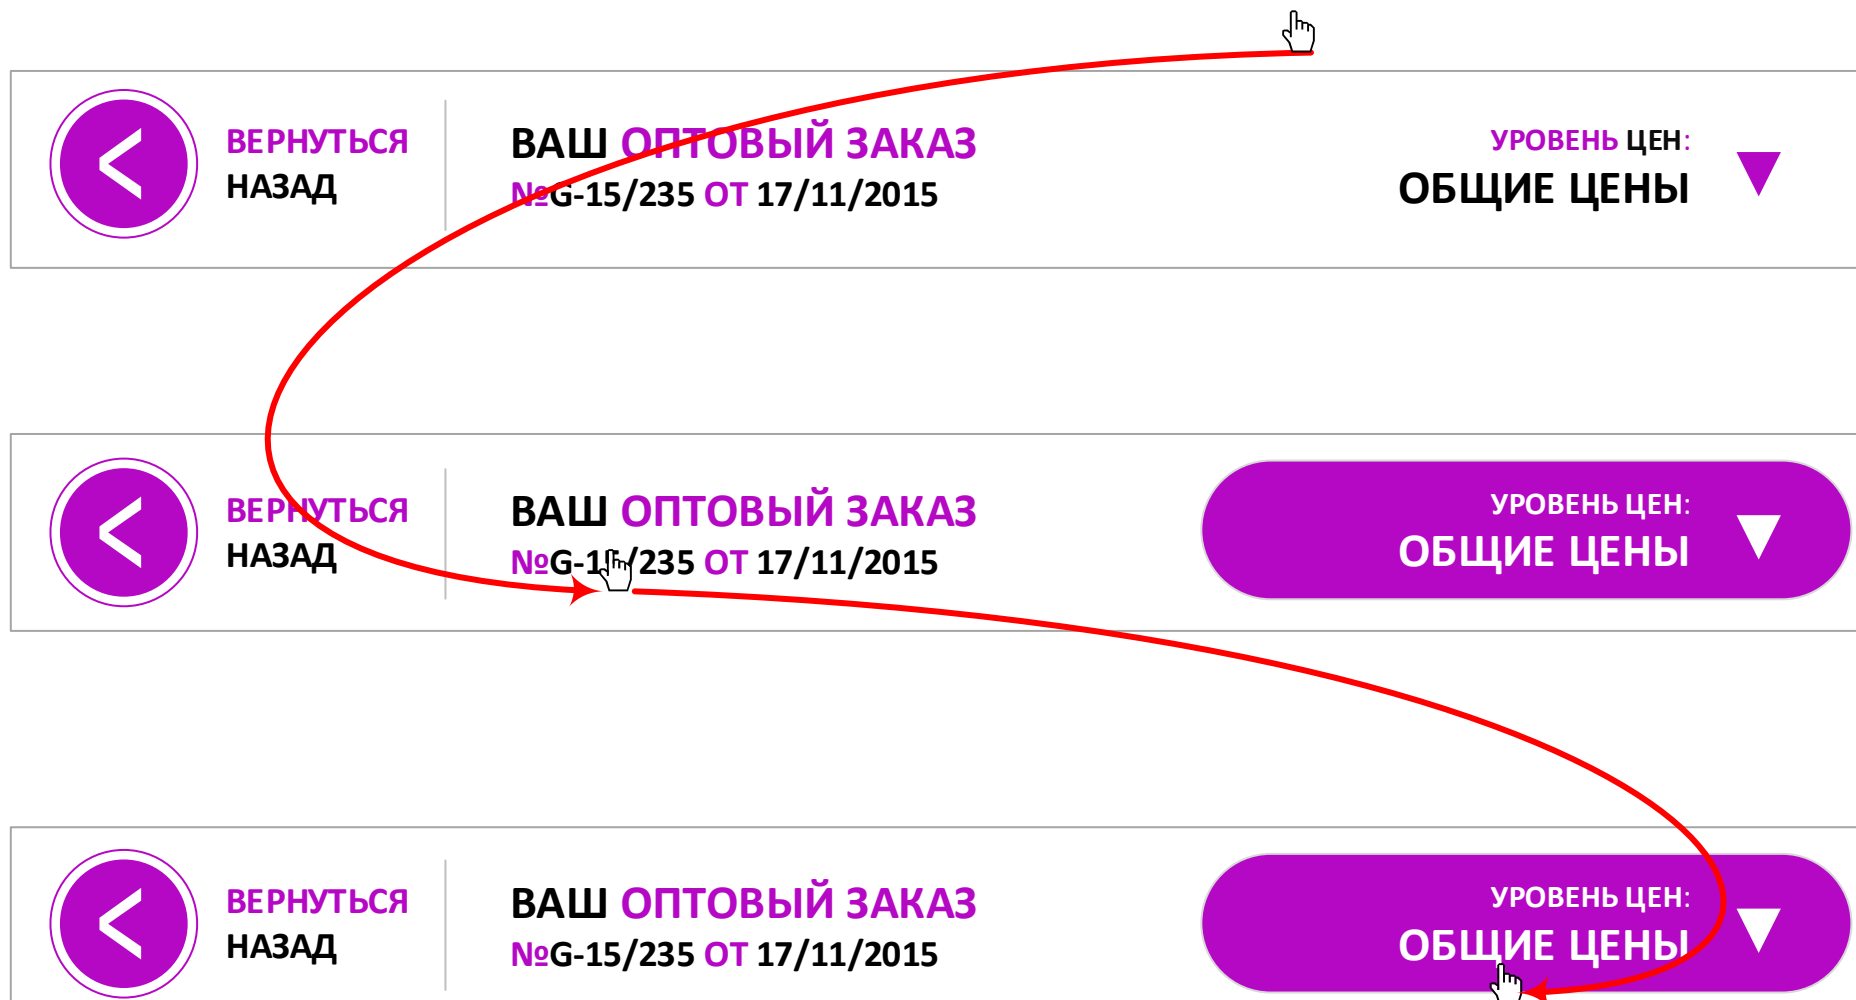 ВЕРНУТЬСЯ
НАЗАД
ВАШ ОПТОВЫЙ ЗАКАЗ
№G-15/235 ОТ 17/11/2015
УРОВЕНЬ ЦЕН:
ОБЩИЕ ЦЕНЫ
ВЕРНУТЬСЯ
НАЗАД
ВАШ ОПТОВЫЙ ЗАКАЗ
№G-15/235 ОТ 17/11/2015
УРОВЕНЬ ЦЕН:
ОБЩИЕ ЦЕНЫ
ВЕРНУТЬСЯ
НАЗАД
ВАШ ОПТОВЫЙ ЗАКАЗ
№G-15/235 ОТ 17/11/2015
УРОВЕНЬ ЦЕН:
ОБЩИЕ ЦЕНЫ